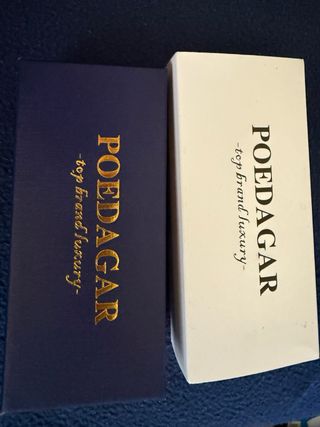 POEDAGAR
-top brand luxury-
POEDAGAR
-top brand luxury-